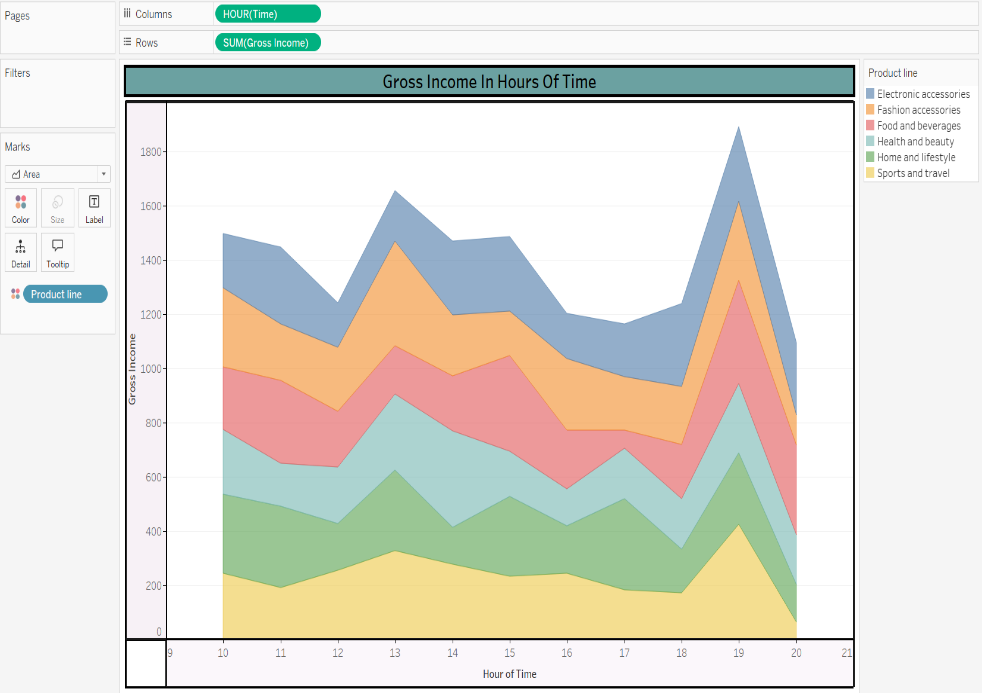 Pages
Columns
HOUR(Time)
Rows
SUM(Gross Income)
Filters
Marks
Area
Color
Size
Label
Detail
Tooltip
Product line
Gross Income In Hours Of Time
Gross Income
1800
1600
1400
1200
1000
800
600
400
200
0
9 10 11 12 13 14 15 16 17 18 19 20 21
Hour of Time
Product line
Electronic accessories
Fashion accessories
Food and beverages
Health and beauty
Home and lifestyle
Sports and travel